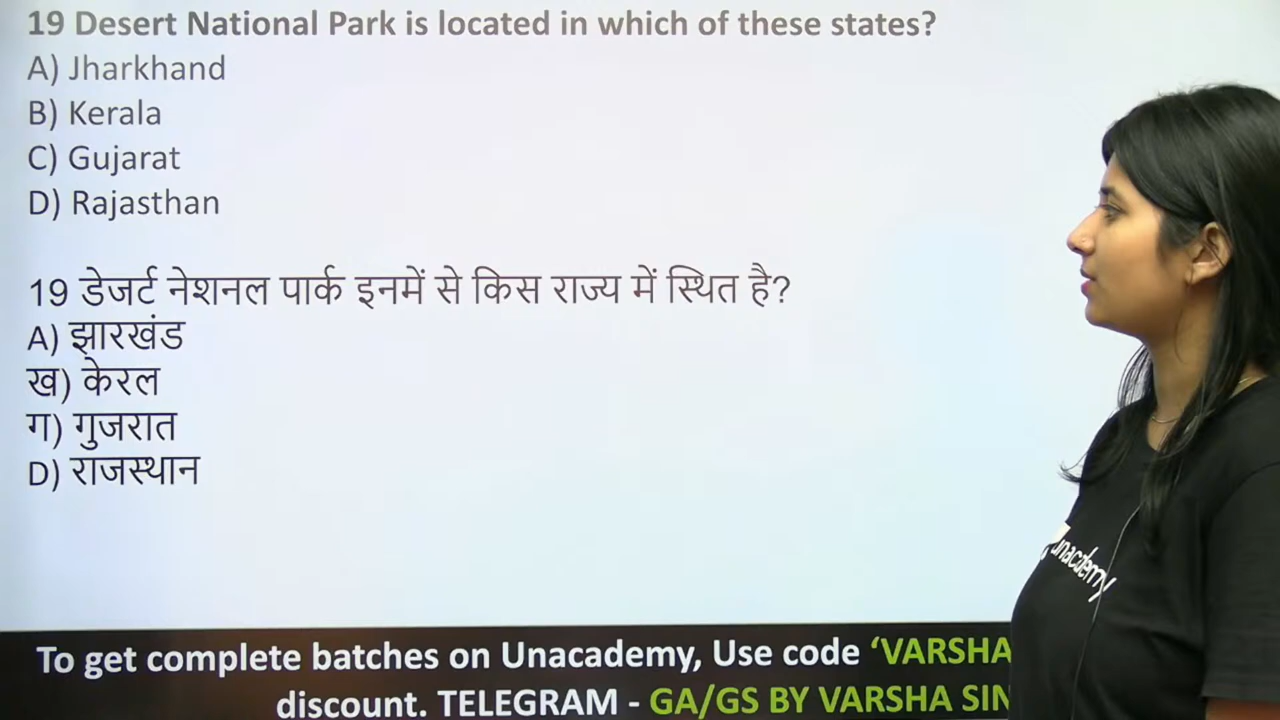 19 Desert National Park is located in which of these states?
A) Jharkhand
B) Kerala
C) Gujarat
D) Rajasthan
19 डेजर्ट नेशनल पार्क इनमें से किस राज्य में स्थित है?
A) झारखंड
ख) केरल
ग) गुजरात
D) राजस्थान
unacademy
To get complete batches on Unacademy, Use code ‘VARSHA
discount. TELEGRAM - GA/GS BY VARSHA SIN